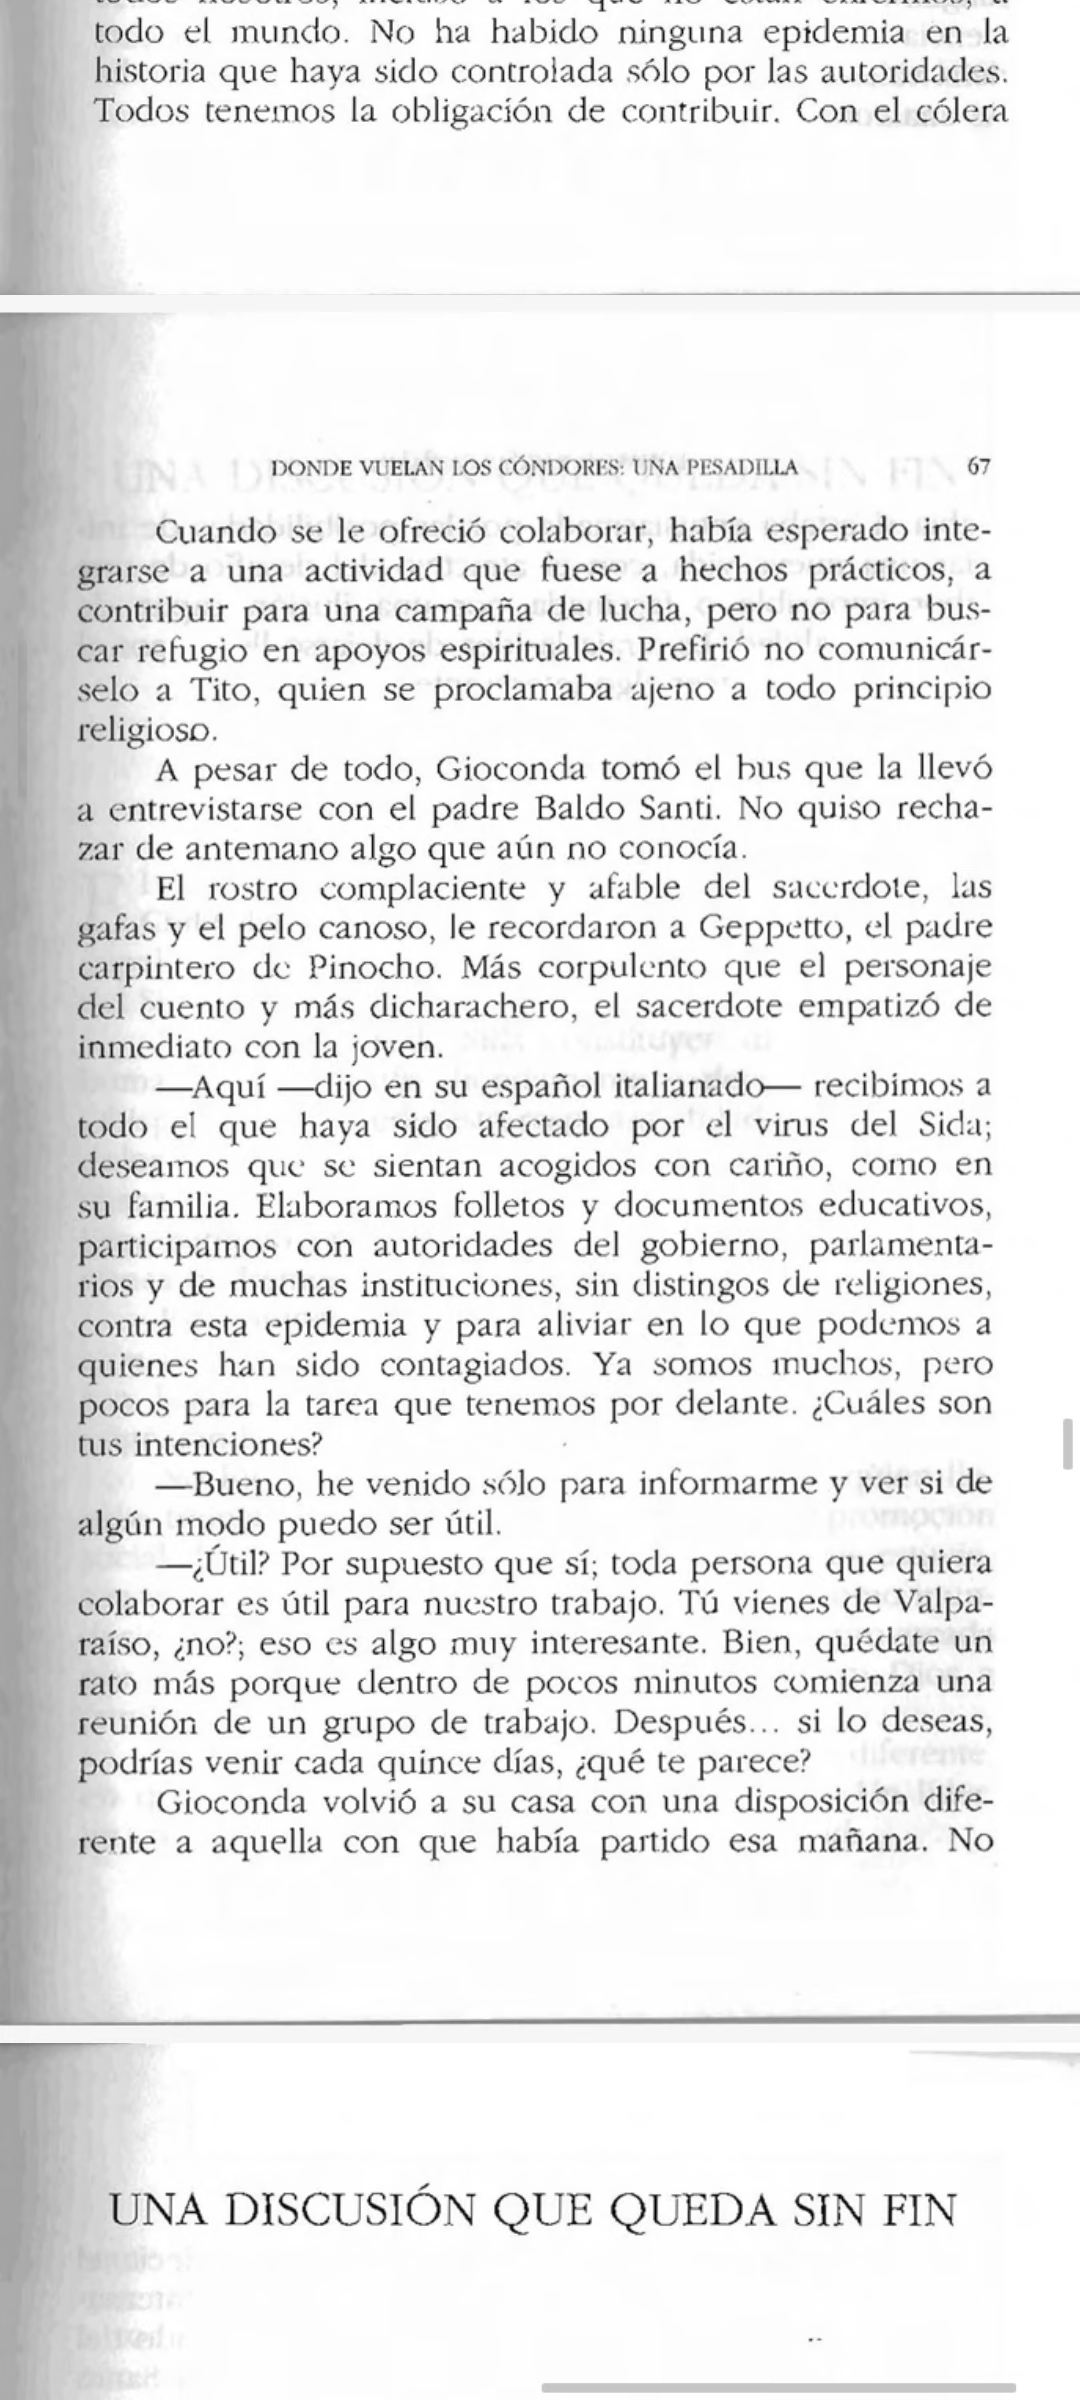 todo el mundo. No ha habido ninguna epidemia en la
historia que haya sido controlada sólo por las autoridades.
Todos tenemos la obligación de contribuir. Con el cólera
DONDE VUELAN LOS CÓNDORES: UNA PESADILLA 67
Cuando se le ofreció colaborar, había esperado inte-
grarse a una actividad que fuese a hechos prácticos, a
contribuir para una campaña de lucha, pero no para bus-
car refugio en apoyos espirituales. Prefirió no comunicár-
selo a Tito, quien se proclamaba ajeno a todo principio
religioso.
A pesar de todo, Gioconda tomó el bus que la llevó
a entrevistarse con el padre Baldo Santi. No quiso recha-
zar de antemano algo que aún no conocía.
El rostro complaciente y afable del sacerdote, las
gafas y el pelo canoso, le recordaron a Geppetto, el padre
carpintero de Pinocho. Más corpulento que el personaje
del cuento y más dicharachero, el sacerdote empatizó de
inmediato con la joven.
—Aquí —dijo en su español italianado— recibimos a
todo el que haya sido afectado por el virus del Sida;
deseamos que se sientan acogidos con cariño, como en
su familia. Elaboramos folletos y documentos educativos,
participamos con autoridades del gobierno, parlamenta-
rios y de muchas instituciones, sin distingos de religiones,
contra esta epidemia y para aliviar en lo que podemos a
quienes han sido contagiados. Ya somos muchos, pero
pocos para la tarea que tenemos por delante. ¿Cuáles son
tus intenciones?
—Bueno, he venido sólo para informarme y ver si de
algún modo puedo ser útil.
—¿Útil? Por supuesto que sí; toda persona que quiera
colaborar es útil para nuestro trabajo. Tú vienes de Valpa-
raíso, ¿no?; eso es algo muy interesante. Bien, quédate un
rato más porque dentro de pocos minutos comienza una
reunión de un grupo de trabajo. Después... si lo deseas,
podrías venir cada quince días, ¿qué te parece?
Gioconda volvió a su casa con una disposición dife-
rente a aquella con que había partido esa mañana. No
UNA DISCUSIÓN QUE QUEDA SIN FIN